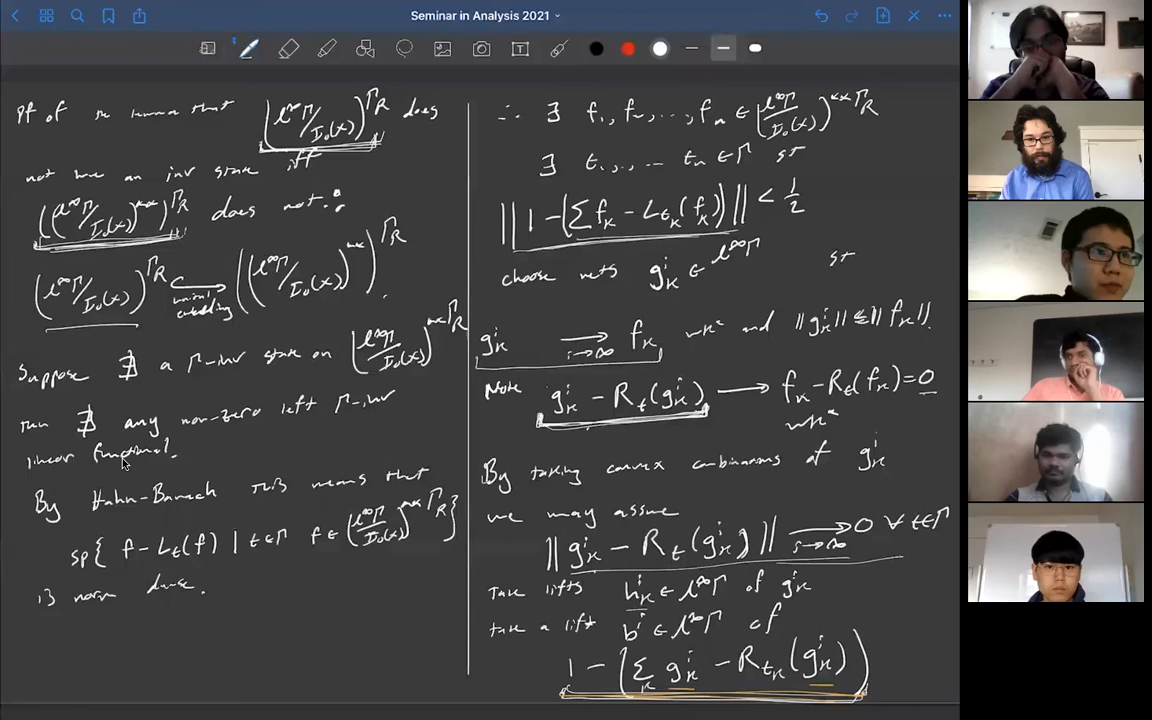 Seminar in Analysis 2021
Pf of lemma that (ℓ^∞Γ/I_0(X))^{Γ_R} does
not have an inv state iff
((ℓ^∞Γ/I_0(X))^{**})^{Γ_R} does not:
(ℓ^∞Γ/I_0(X))^{Γ_R} ↪ ((ℓ^∞Γ/I_0(X))^{**})^{Γ_R}.
embedding
Suppose ∄ a Γ-inv state on (ℓ^∞Γ/I_0(X))^{**Γ_R}
then ∄ any non-zero left Γ-inv
linear functional.
By Hahn-Banach this means that
sp{ f - L_t(f) | t∈Γ f∈(ℓ^∞Γ/I_0(X))^{**Γ_R} }
is norm dense.
∴ ∃ f_1, f_2, ..., f_n ∈ (ℓ^∞Γ/I_0(X))^{**Γ_R}
∃ t_1, ... t_n ∈ Γ st
||1 - (Σ f_k - L_{t_k}(f_k))|| < 1/2
choose nets g_k^i ∈ ℓ^∞Γ st
g_k^i →_{i→∞} f_k wk* and ||g_k^i|| ≤ ||f_k||.
Note g_k^i - R_t(g_k^i) → f_k - R_t(f_k) = 0
wk*
By taking convex combinations of g_k^i
we may assume
||g_k^i - R_t(g_k^i)|| →_{i→∞} 0 ∀ t∈Γ
Take lifts h_k^i ∈ ℓ^∞Γ of g_k^i
take a lift b^i ∈ ℓ^∞Γ of
1 - (Σ_k g_k^i - R_{t_k}(g_k^i))